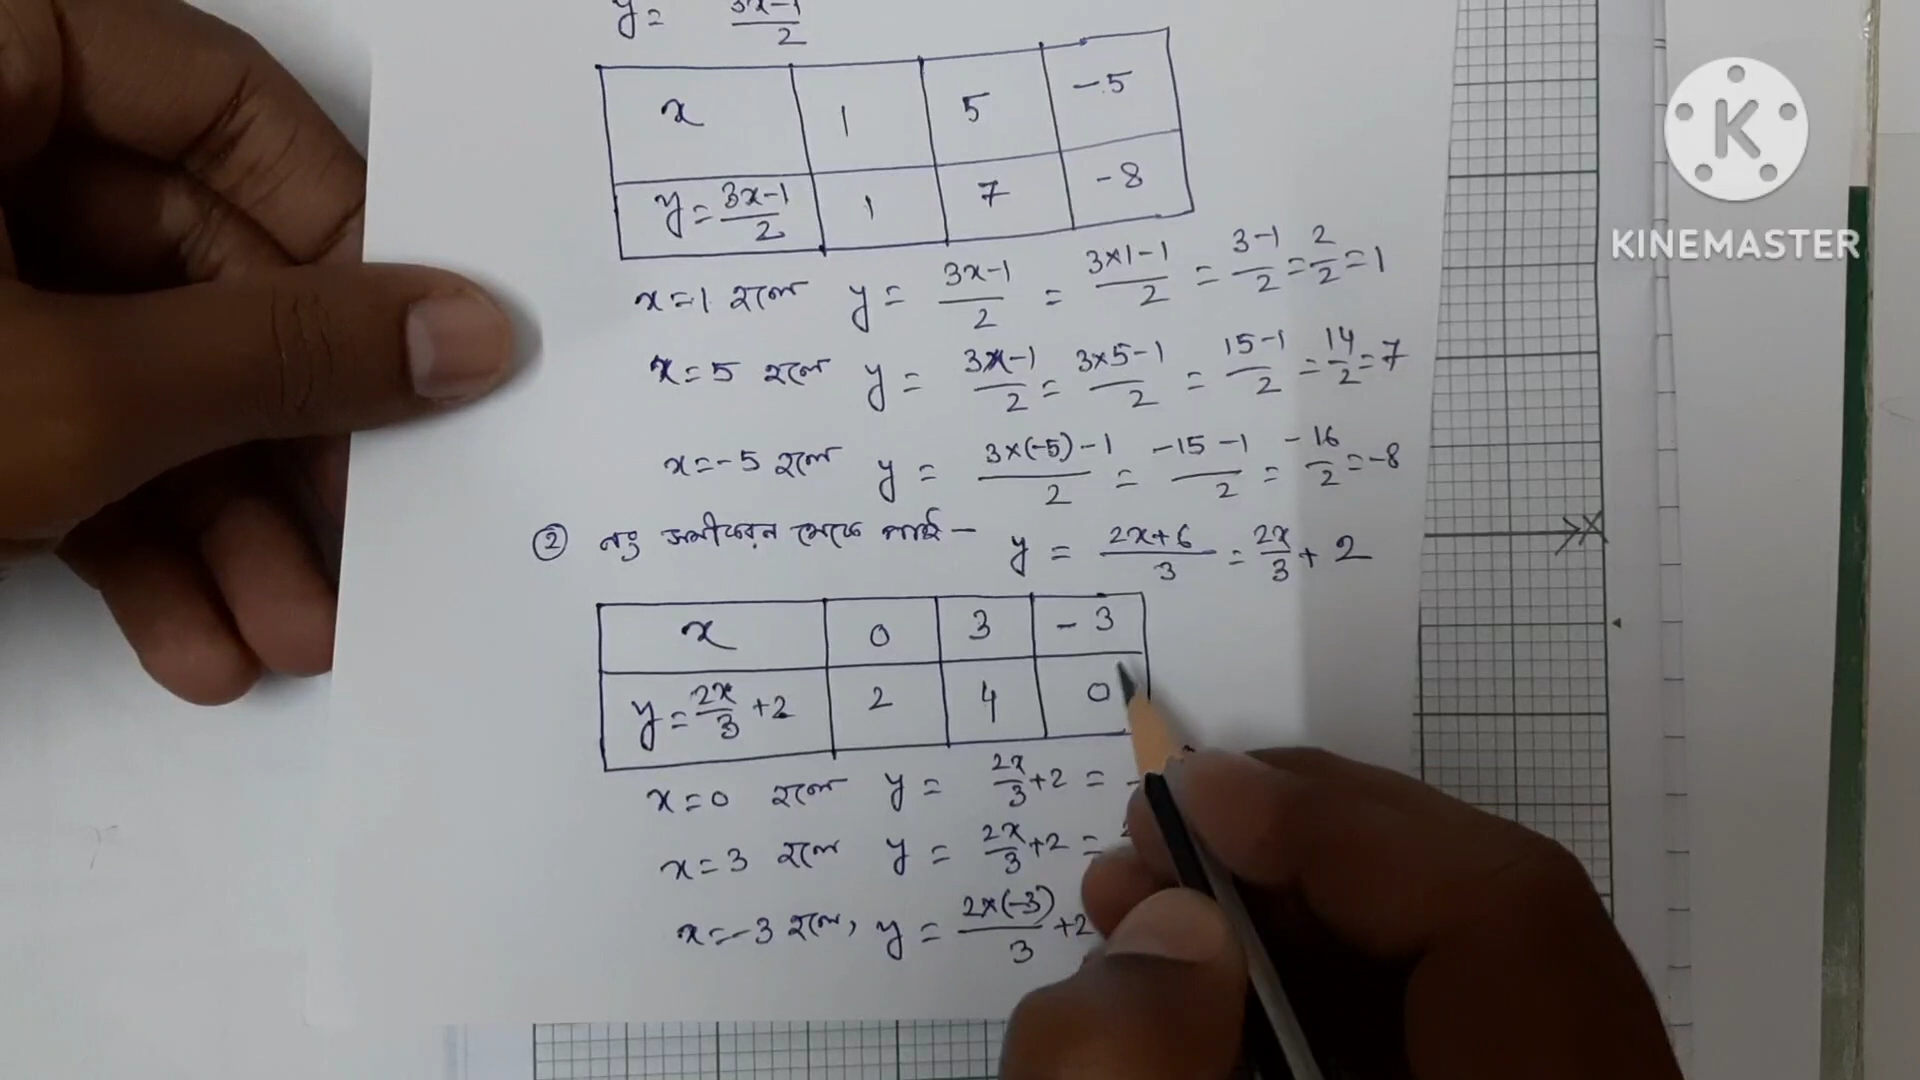 y = 3x-1/2
x 1 5 -5
y = 3x-1/2 1 7 -8
x=1 হলে y = 3x-1/2 = 3×1-1/2 = 3-1/2 = 2/2 = 1
x=5 হলে y = 3x-1/2 = 3×5-1/2 = 15-1/2 = 14/2 = 7
x=-5 হলে y = 3×(-5)-1/2 = -15-1/2 = -16/2 = -8
② নং সমীকরন থেকে পাই - y = 2x+6/3 = 2x/3 + 2
x 0 3 -3
y = 2x/3 +2 2 4 0
x=0 হলে y = 2x/3 +2 =
x=3 হলে y = 2x/3 +2 =
x=-3 হলে, y = 2×(-3)/3 +2
K
KINEMASTER
X